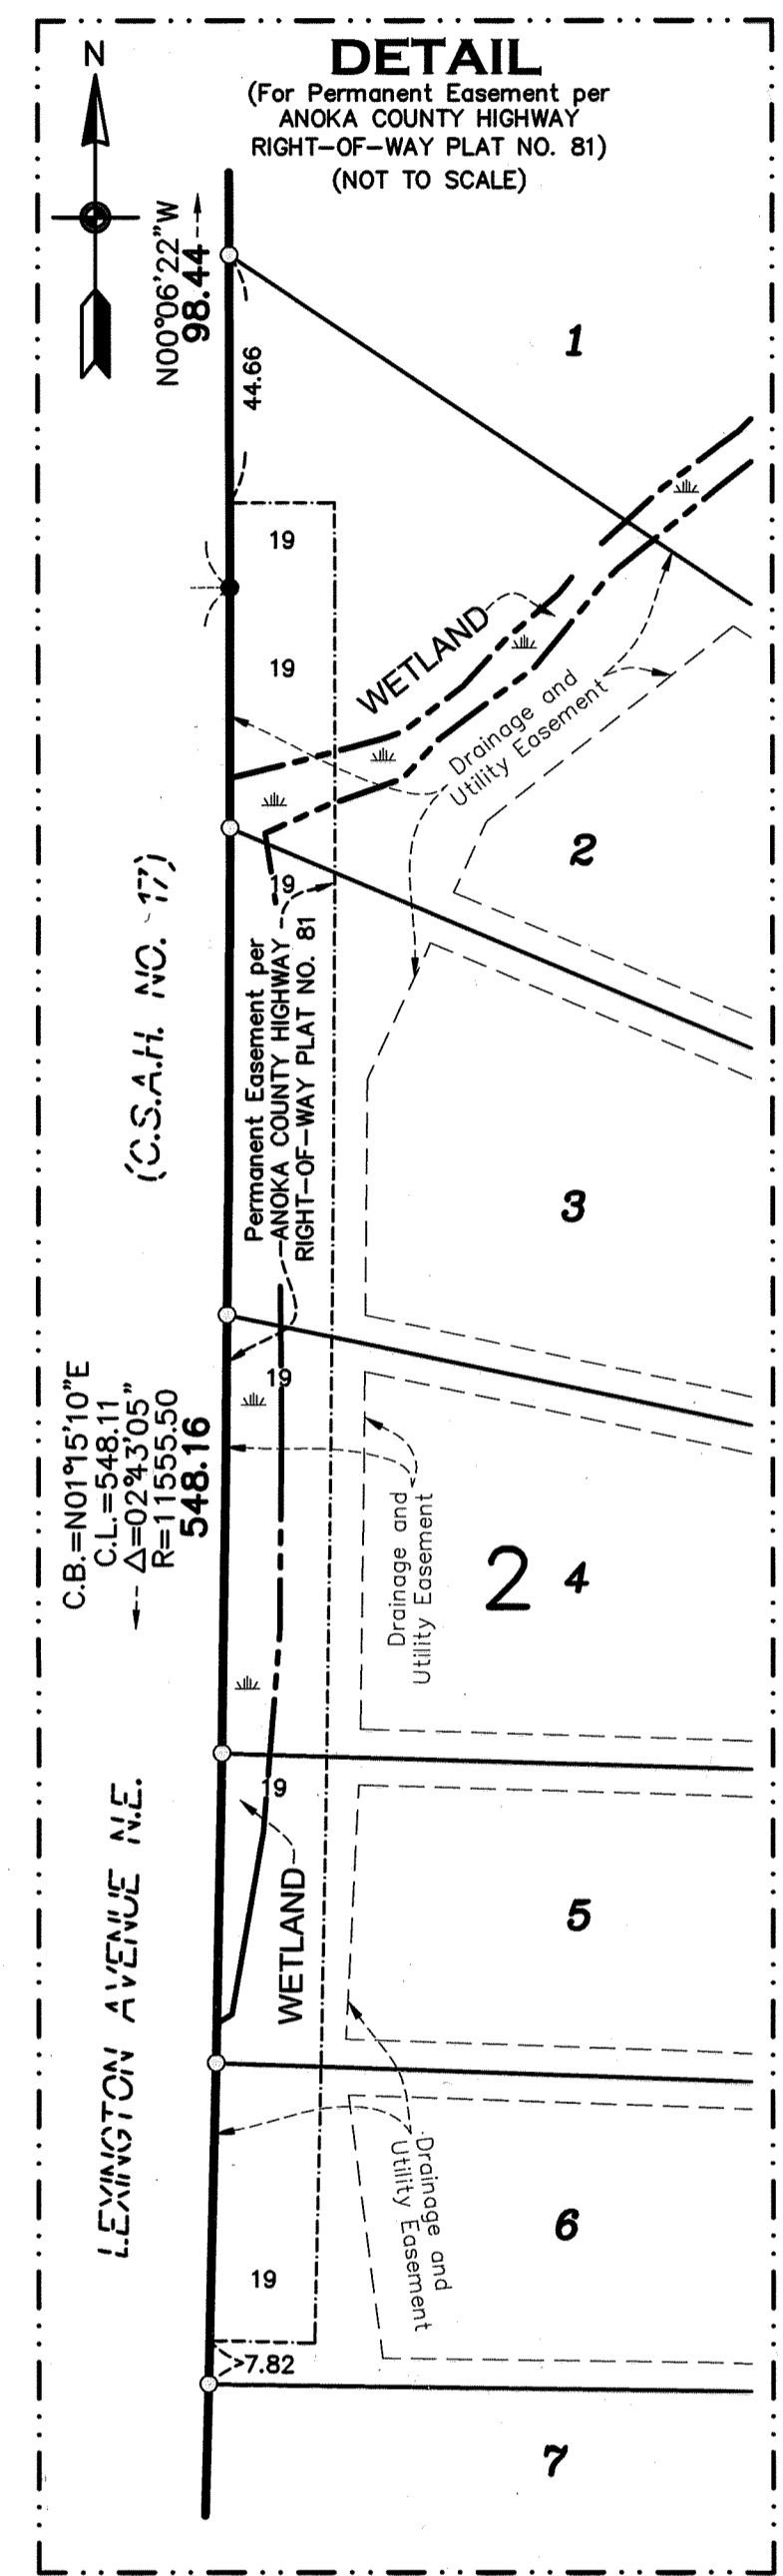 DETAIL
(For Permanent Easement per
ANOKA COUNTY HIGHWAY
RIGHT-OF-WAY PLAT NO. 81)
(NOT TO SCALE)
N
N00°06'22"W
98.44
44.66
1
19
19
WETLAND
Drainage and
Utility Easement
2
19
(C.S.A.H. NO. 17)
Permanent Easement per
ANOKA COUNTY HIGHWAY
RIGHT-OF-WAY PLAT NO. 81
3
19
C.B.=N01°15'10"E
C.L.=548.11
Δ=02°43'05"
R=11555.50
548.16
Drainage and
Utility Easement
2
4
19
LEXINGTON AVENUE N.E.
WETLAND
5
Drainage and
Utility Easement
6
19
7.82
7